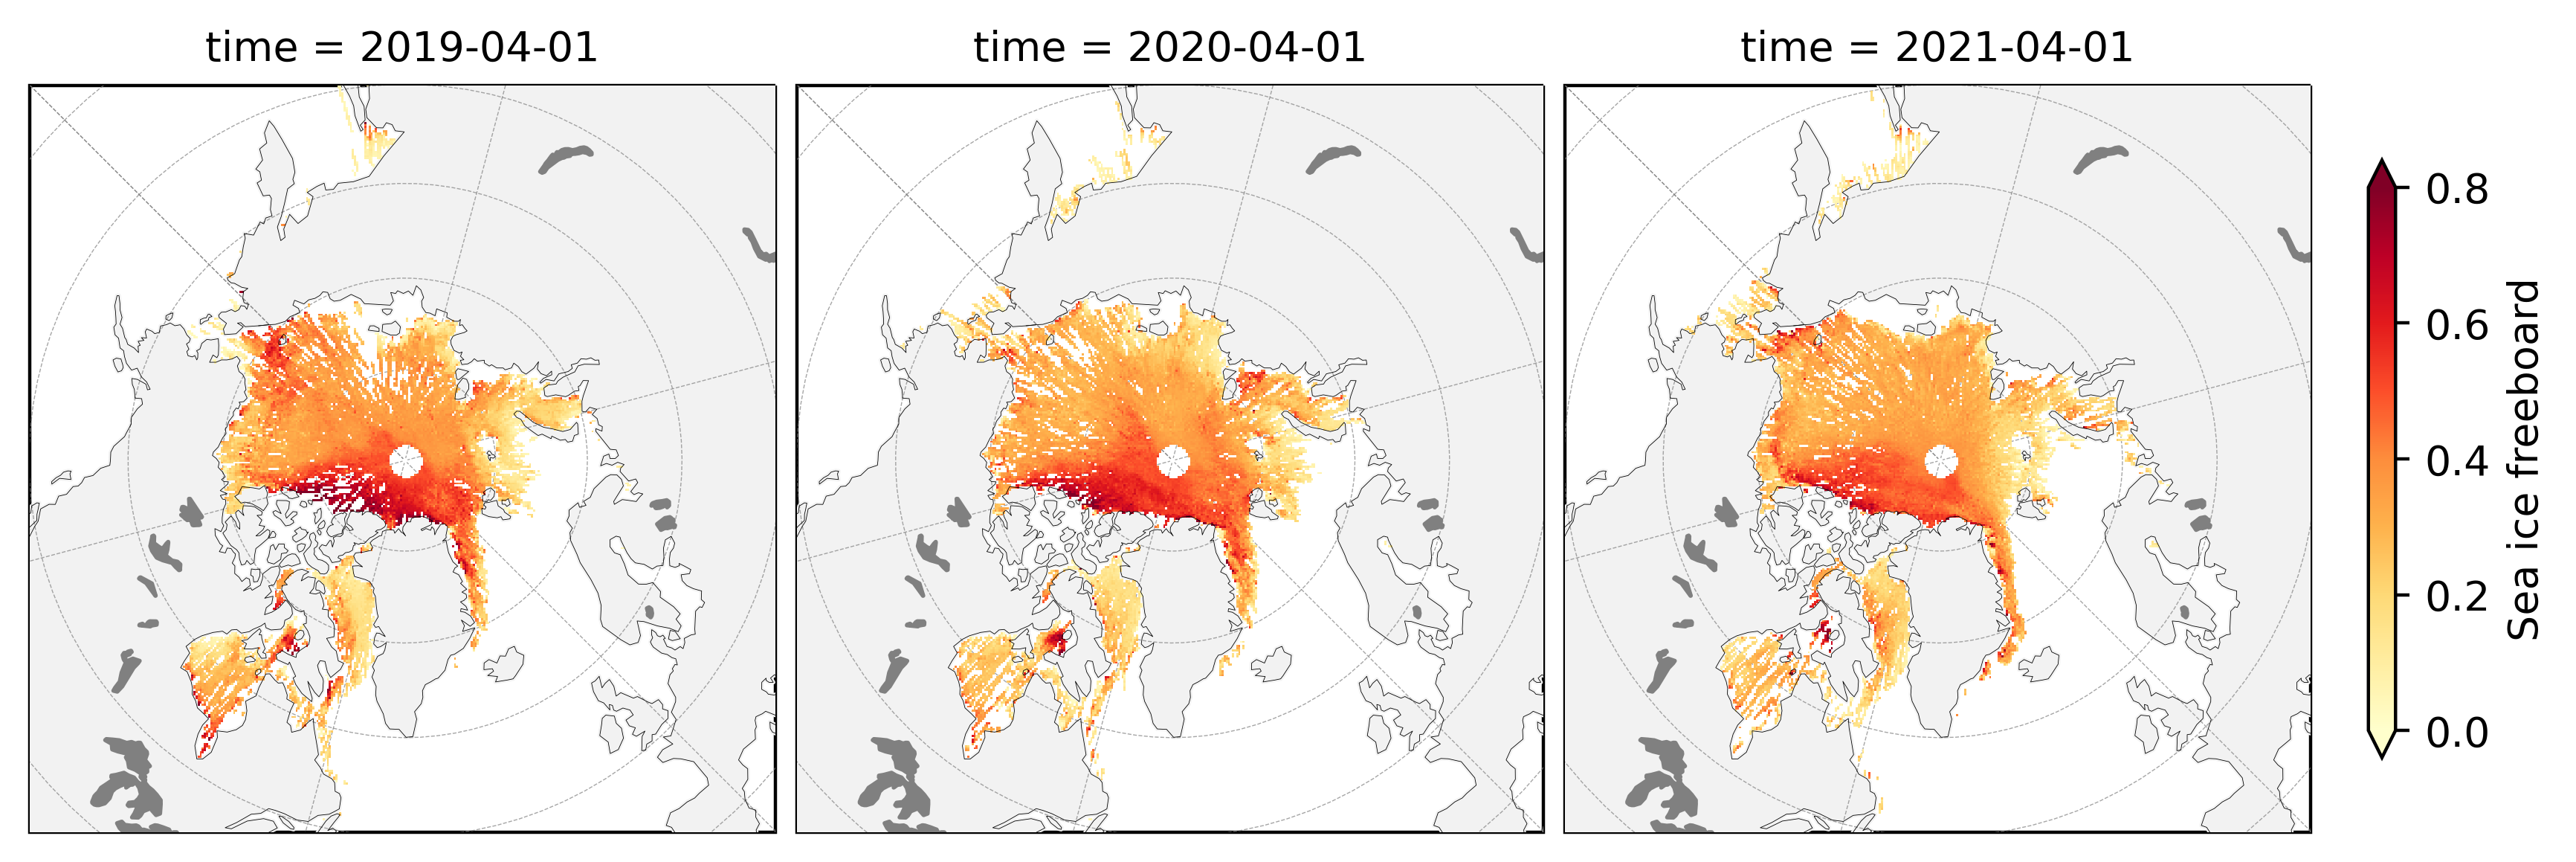 time = 2019-04-01
time = 2020-04-01
time = 2021-04-01
0.8
0.6
0.4
0.2
0.0
Sea ice freeboard